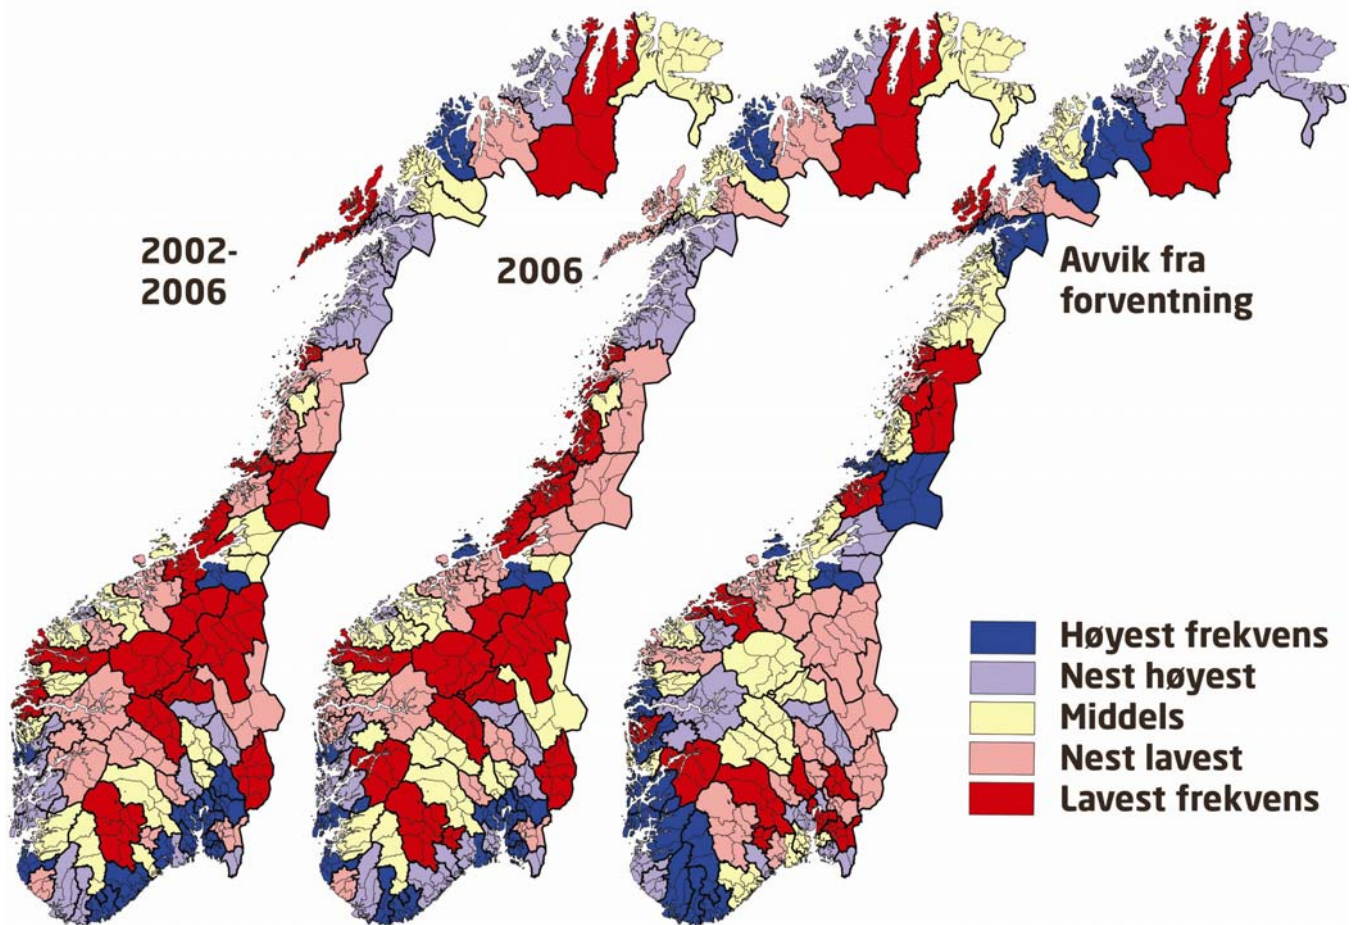 2002-
2006
2006
Avvik fra
forventning
Høyest frekvens
Nest høyest
Middels
Nest lavest
Lavest frekvens